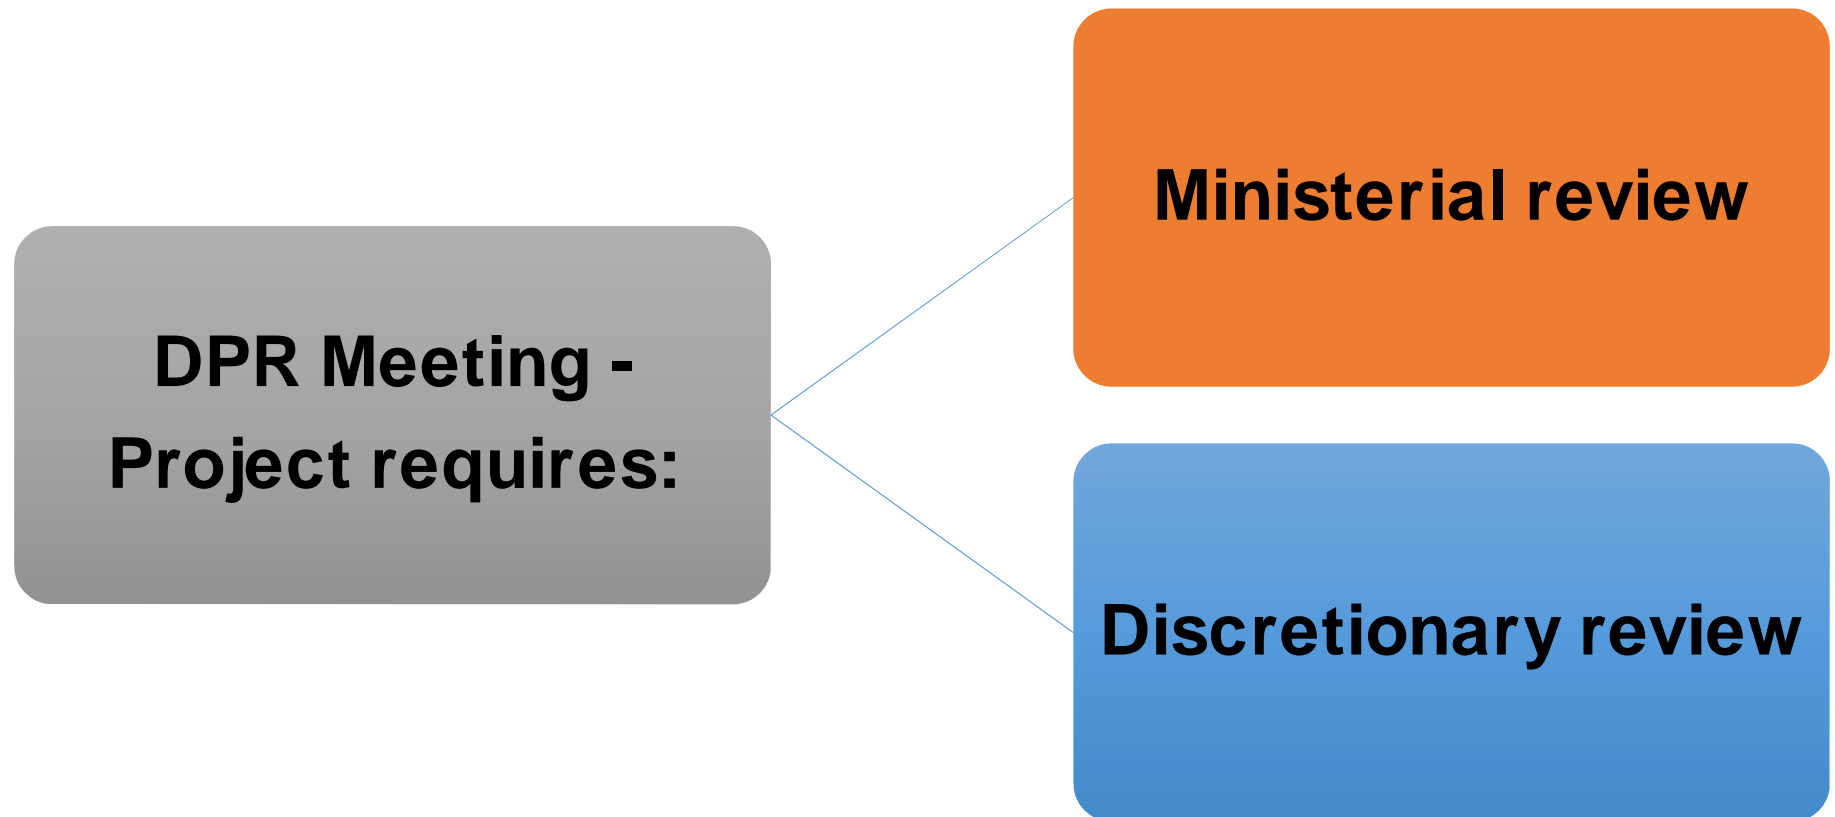 DPR Meeting -
Project requires:
Ministerial review
Discretionary review